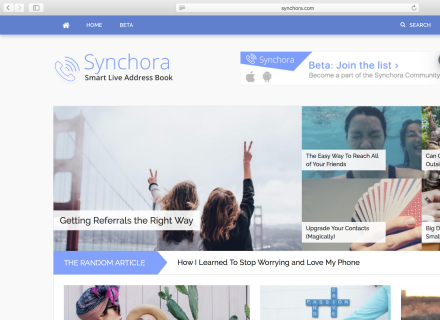 synchora.com
HOME
BETA
SEARCH
Synchora
Smart Live Address Book
Synchora
Beta: Join the list ›
Become a part of the Synchora Community
The Easy Way To Reach All
of Your Friends
Can
Outsi
Getting Referrals the Right Way
Upgrade Your Contacts
(Magically)
Big D
Small
THE RANDOM ARTICLE
How I Learned To Stop Worrying and Love My Phone
PASSION